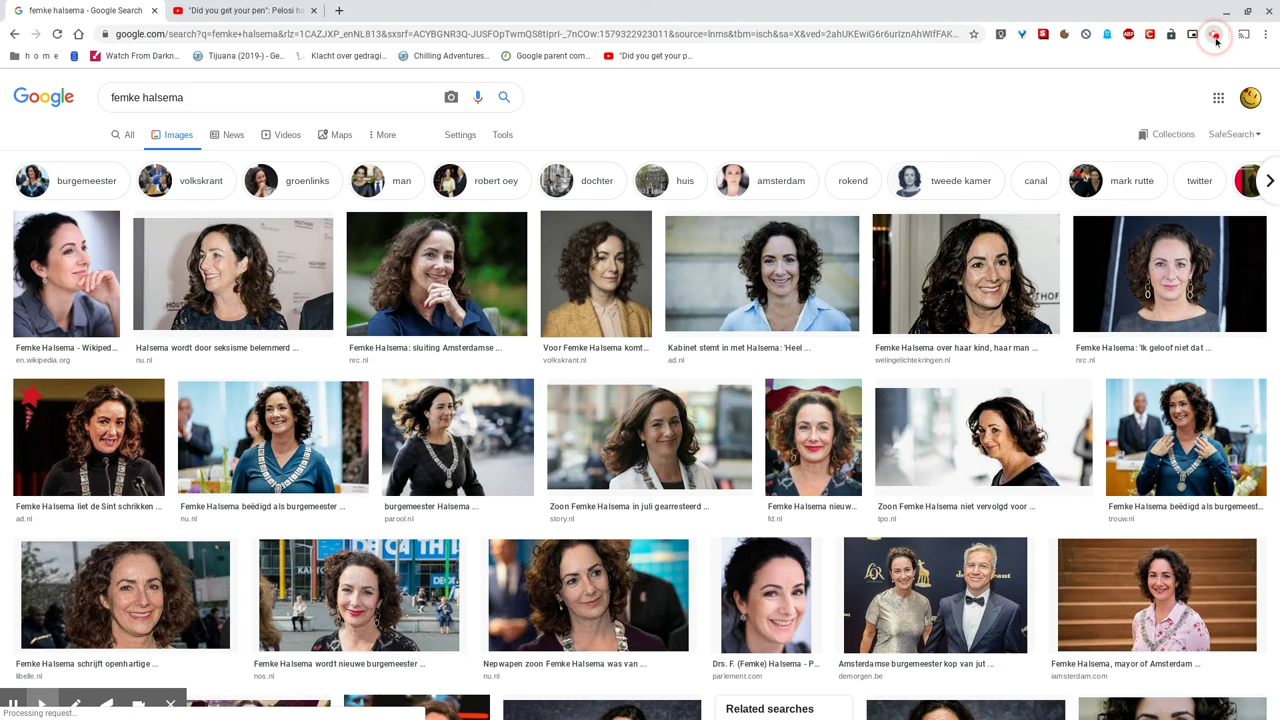 femke halsema - Google Search
"Did you get your pen": Pelosi ha
google.com/search?q=femke+halsema&rlz=1CAZJXP_enNL813&sxsrf=ACYBGNR3Q-JUSFOpTwmQS8tIprl-_7nCOw:1579322923011&source=lnms&tbm=isch&sa=X&ved=2ahUKEwiG6r6urIznAhWIfFAK...
h o m e
Watch From Darkn...
Tijuana (2019-) - Ge...
Klacht over gedragi...
Chilling Adventures...
Google parent com...
"Did you get your p...
Google
femke halsema
All
Images
News
Videos
Maps
More
Settings
Tools
Collections
SafeSearch
burgemeester
volkskrant
groenlinks
man
robert oey
dochter
huis
amsterdam
rokend
tweede kamer
canal
mark rutte
twitter
Femke Halsema - Wikiped...
en.wikipedia.org
Halsema wordt door seksisme belemmerd ...
nu.nl
Femke Halsema: sluiting Amsterdamse ...
nrc.nl
Voor Femke Halsema komt...
volkskrant.nl
Kabinet stemt in met Halsema: 'Heel ...
ad.nl
Femke Halsema over haar kind, haar man ...
welingelichtekringen.nl
Femke Halsema: 'Ik geloof niet dat ...
nrc.nl
Femke Halsema liet de Sint schrikken ...
ad.nl
Femke Halsema beëdigd als burgemeester ...
nu.nl
burgemeester Halsema ...
parool.nl
Zoon Femke Halsema in juli gearresteerd ...
story.nl
Femke Halsema nieuw...
fd.nl
Zoon Femke Halsema niet vervolgd voor ...
tpo.nl
Femke Halsema beëdigd als burgemeest...
trouw.nl
Femke Halsema schrijft openhartige ...
libelle.nl
Femke Halsema wordt nieuwe burgemeester ...
nos.nl
Nepwapen zoon Femke Halsema was van ...
nu.nl
Drs. F. (Femke) Halsema - P...
parlement.com
Amsterdamse burgemeester kop van jut ...
demorgen.be
Femke Halsema, mayor of Amsterdam ...
iamsterdam.com
Related searches
Processing request...